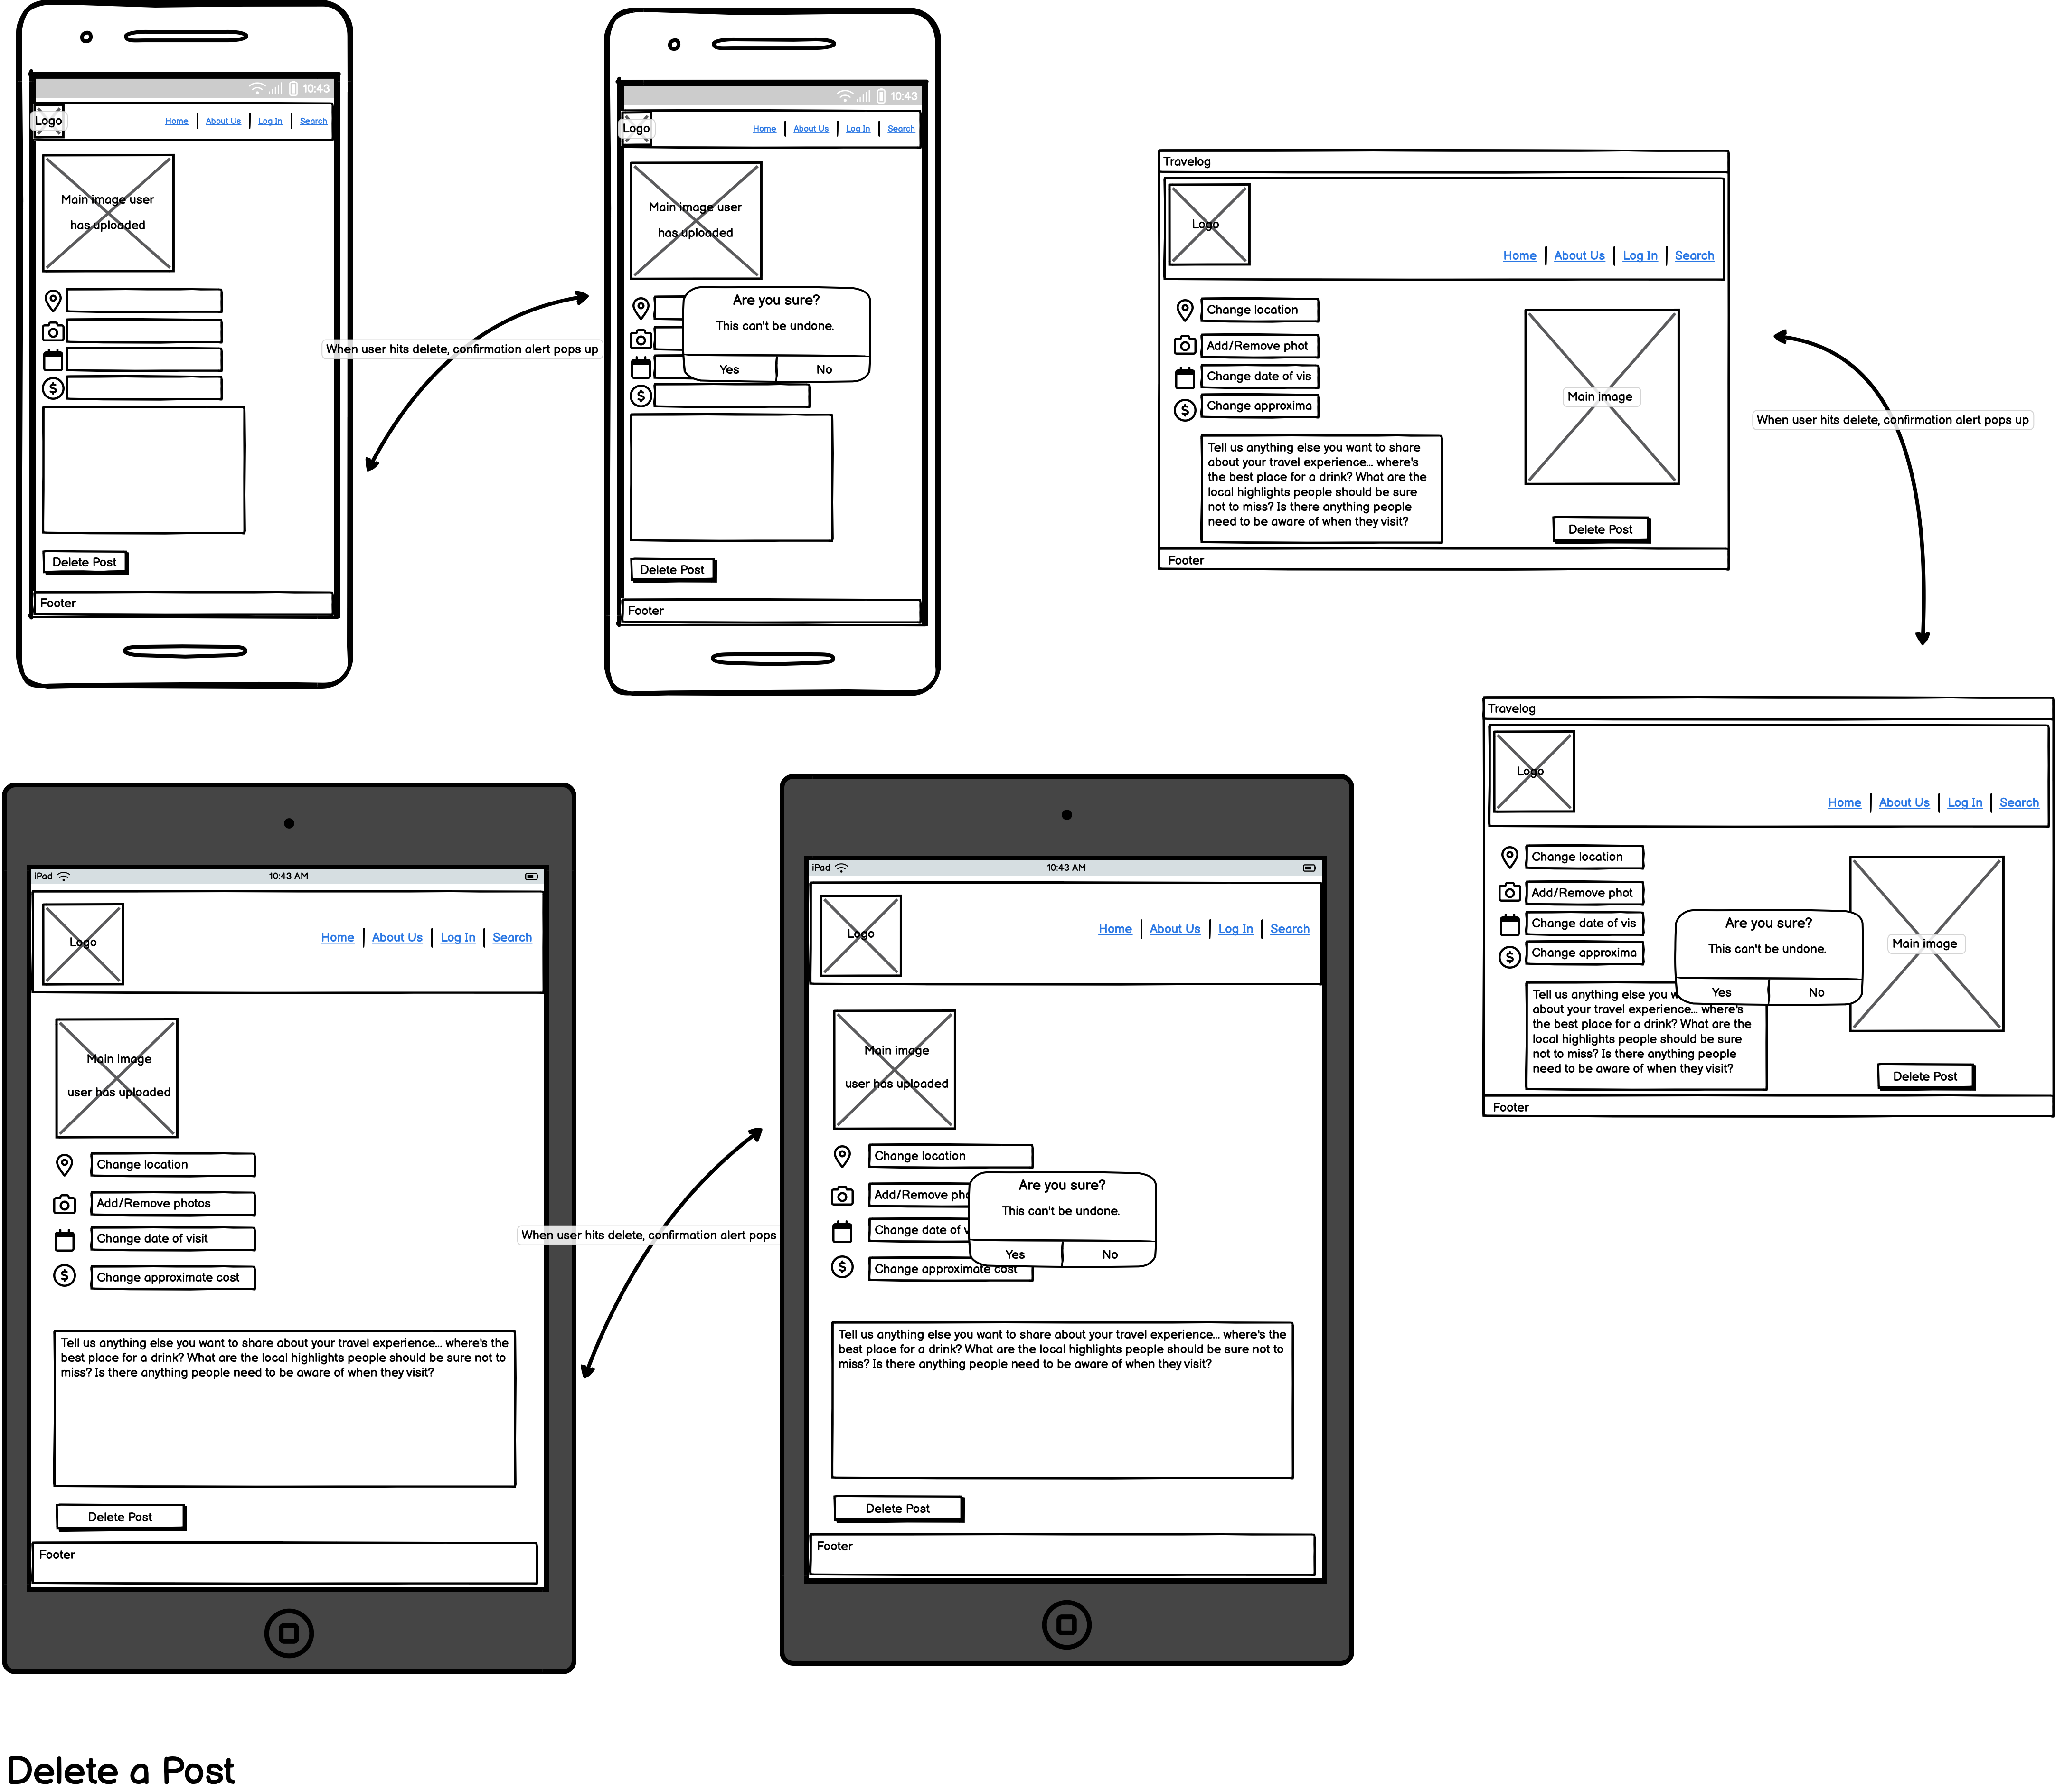 10:43
Logo
Home
About Us
Log In
Search
Main image user
has uploaded
Delete Post
Footer
When user hits delete, confirmation alert pops up
10:43
Logo
Home
About Us
Log In
Search
Main image user
has uploaded
Are you sure?
This can't be undone.
Yes
No
Delete Post
Footer
Travelog
Logo
Home
About Us
Log In
Search
Change location
Add/Remove phot
Change date of vis
Change approxima
Main image
Tell us anything else you want to share
about your travel experience... where's
the best place for a drink? What are the
local highlights people should be sure
not to miss? Is there anything people
need to be aware of when they visit?
Delete Post
Footer
When user hits delete, confirmation alert pops up
Travelog
Logo
Home
About Us
Log In
Search
Change location
Add/Remove phot
Change date of vis
Change approxima
Main image
Are you sure?
This can't be undone.
Yes
No
Tell us anything else you w
about your travel experience... where's
the best place for a drink? What are the
local highlights people should be sure
not to miss? Is there anything people
need to be aware of when they visit?
Delete Post
Footer
iPad
10:43 AM
Logo
Home
About Us
Log In
Search
Main image
user has uploaded
Change location
Add/Remove photos
Change date of visit
Change approximate cost
Tell us anything else you want to share about your travel experience... where's the
best place for a drink? What are the local highlights people should be sure not to
miss? Is there anything people need to be aware of when they visit?
Delete Post
Footer
When user hits delete, confirmation alert pops
iPad
10:43 AM
Logo
Home
About Us
Log In
Search
Main image
user has uploaded
Change location
Add/Remove pho
Change date of v
Change approximate cost
Are you sure?
This can't be undone.
Yes
No
Tell us anything else you want to share about your travel experience... where's the
best place for a drink? What are the local highlights people should be sure not to
miss? Is there anything people need to be aware of when they visit?
Delete Post
Footer
Delete a Post